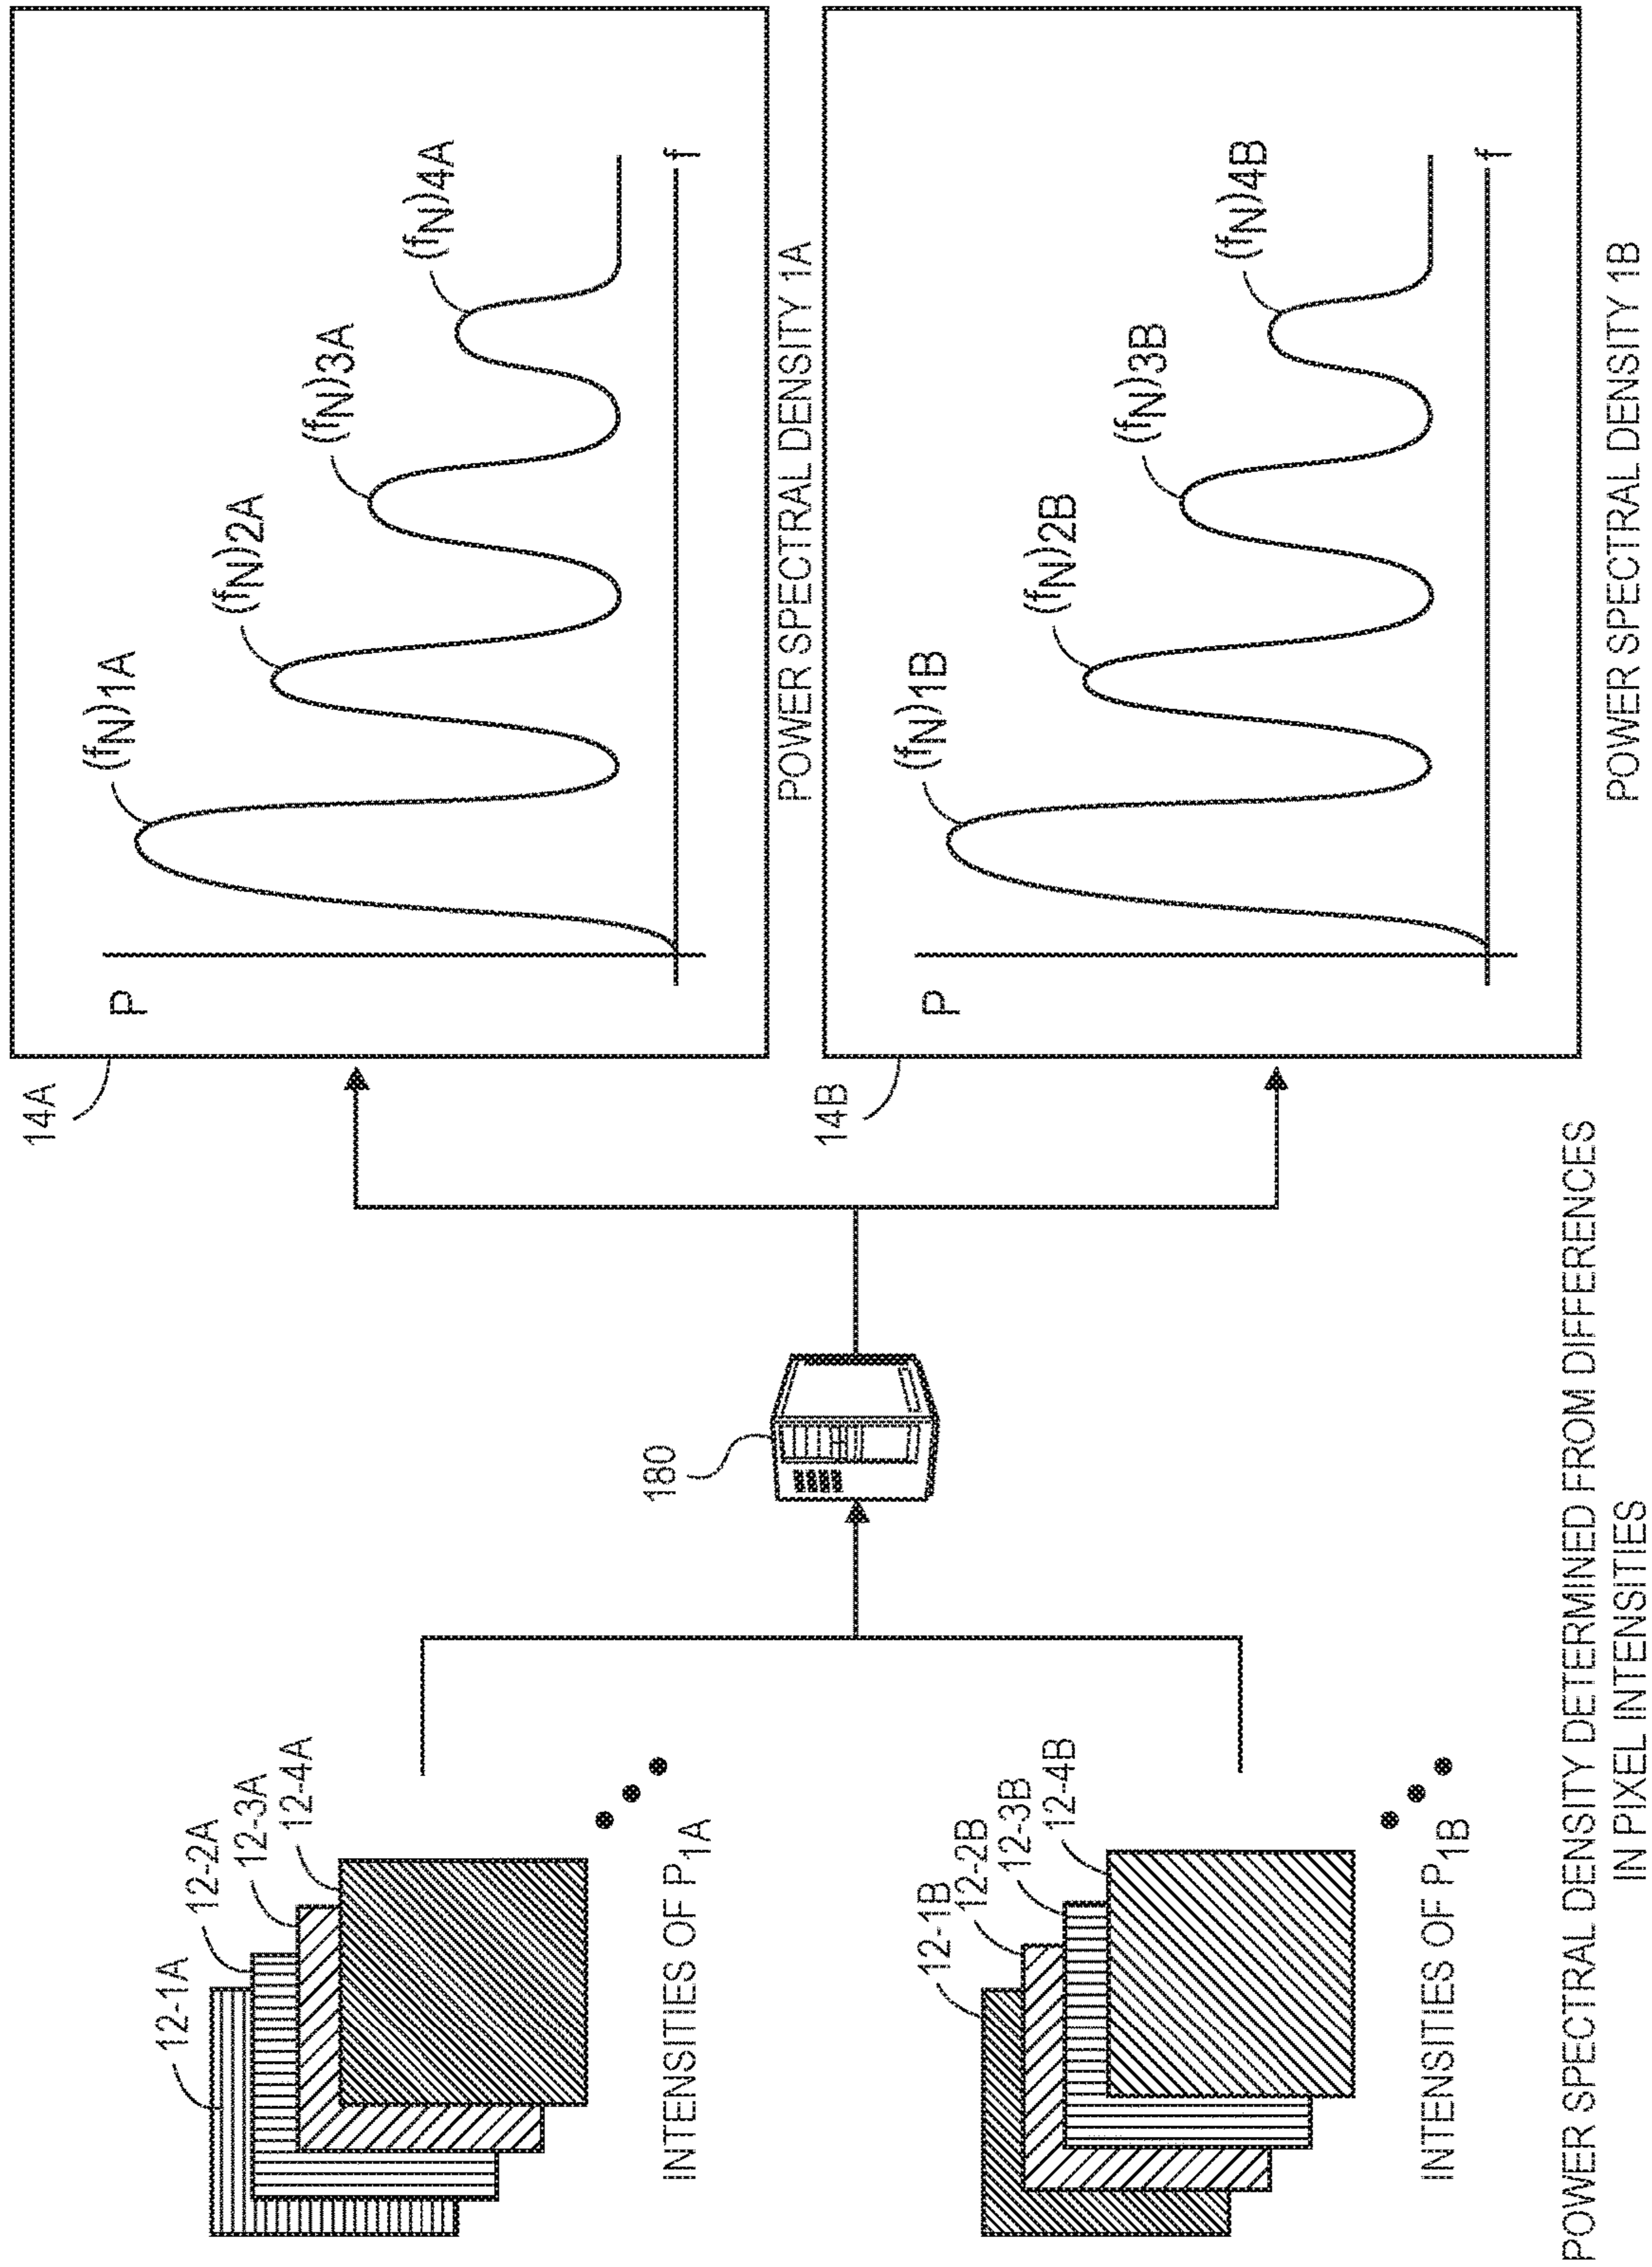 12-1A
12-2A
12-3A
12-4A
INTENSITIES OF P1A
12-1B
12-2B
12-3B
12-4B
INTENSITIES OF P1B
180
14A
P
(fN)1A
(fN)2A
(fN)3A
(fN)4A
f
POWER SPECTRAL DENSITY 1A
14B
P
(fN)1B
(fN)2B
(fN)3B
(fN)4B
f
POWER SPECTRAL DENSITY 1B
POWER SPECTRAL DENSITY DETERMINED FROM DIFFERENCES
IN PIXEL INTENSITIES